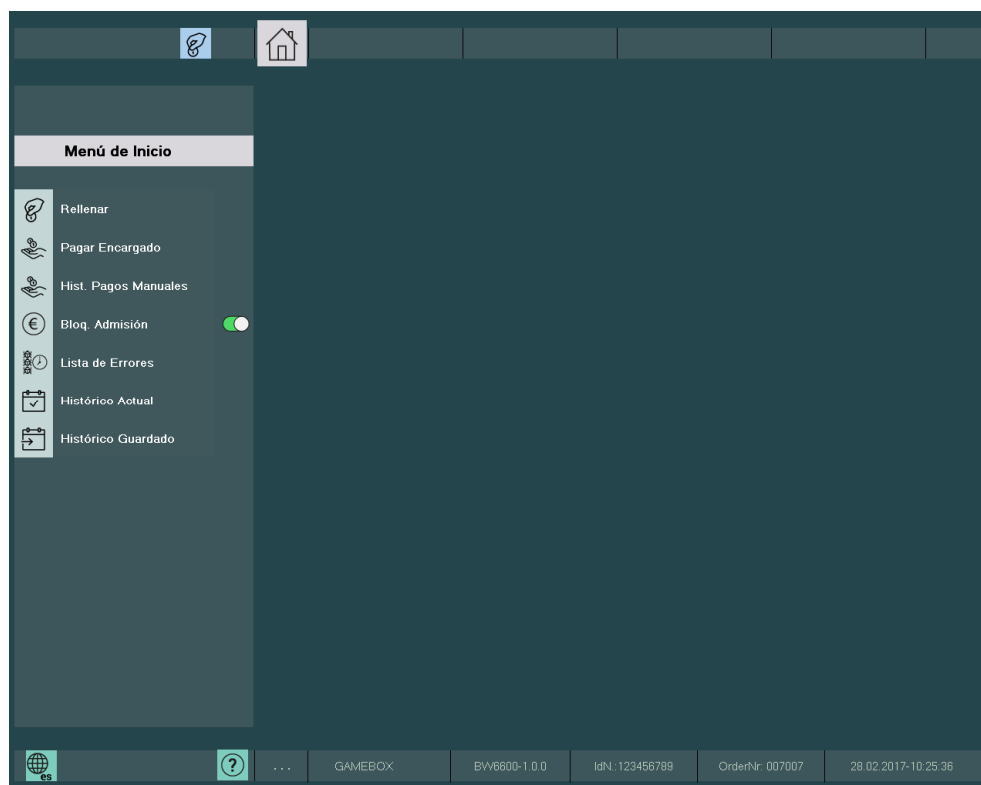 Menú de Inicio
Rellenar
Pagar Encargado
Hist. Pagos Manuales
€ Bloq. Admisión
Lista de Errores
Histórico Actual
Histórico Guardado
es ? ... GAMEBOX BW6600-1.0.0 IdN.:123456789 OrderNr: 007007 28.02.2017-10:25:36